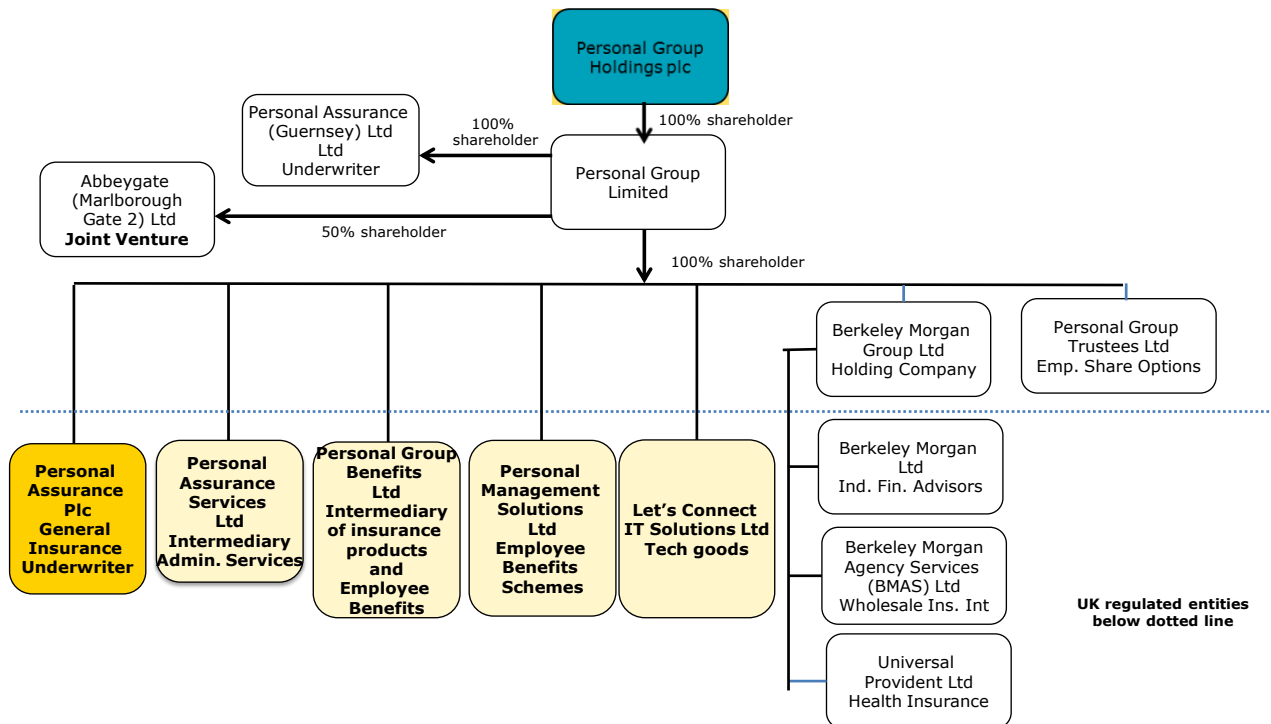 Personal Group
Holdings plc
100%
shareholder
Personal Assurance
(Guernsey) Ltd
Ltd
Underwriter
100%
shareholder
Personal Group
Limited
Abbeygate
(Marlborough
Gate 2) Ltd
Joint Venture
50% shareholder
100% shareholder
Berkeley Morgan
Group Ltd
Holding Company
Personal Group
Trustees Ltd
Emp. Share Options
Personal
Assurance
Plc
General
Insurance
Underwriter
Personal
Assurance
Services
Ltd
Intermediary
Admin. Services
Personal Group
Benefits
Ltd
Intermediary
of insurance
products
and
Employee
Benefits
Personal
Management
Solutions
Ltd
Employee
Benefits
Schemes
Let's Connect
IT Solutions Ltd
Tech goods
Berkeley Morgan
Ltd
Ind. Fin. Advisors
Berkeley Morgan
Agency Services
(BMAS) Ltd
Wholesale Ins. Int
Universal
Provident Ltd
Health Insurance
UK regulated entities
below dotted line